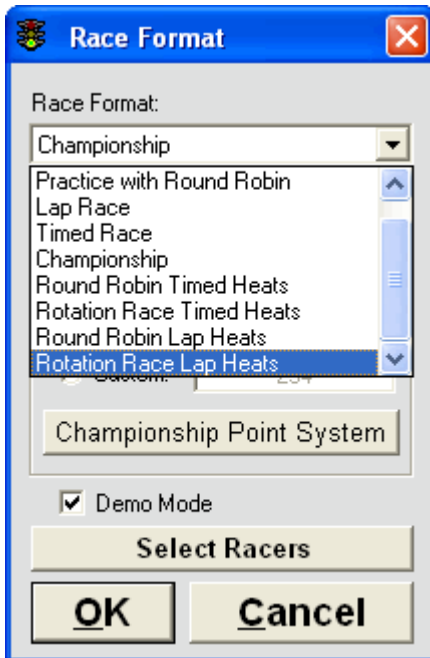 Race Format
Race Format:
Championship
Practice with Round Robin
Lap Race
Timed Race
Championship
Round Robin Timed Heats
Rotation Race Timed Heats
Round Robin Lap Heats
Rotation Race Lap Heats
Championship Point System
Demo Mode
Select Racers
OK
Cancel